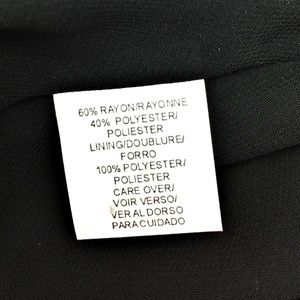 60% RAYON/RAYONNE
40% POLYESTER/
POLIESTER
LINING/DOUBLURE/
FORRO
100% POLYESTER/
POLIESTER
CARE OVER/
VOIR VERSO/
VER AL DORSO
PARA CUIDADO